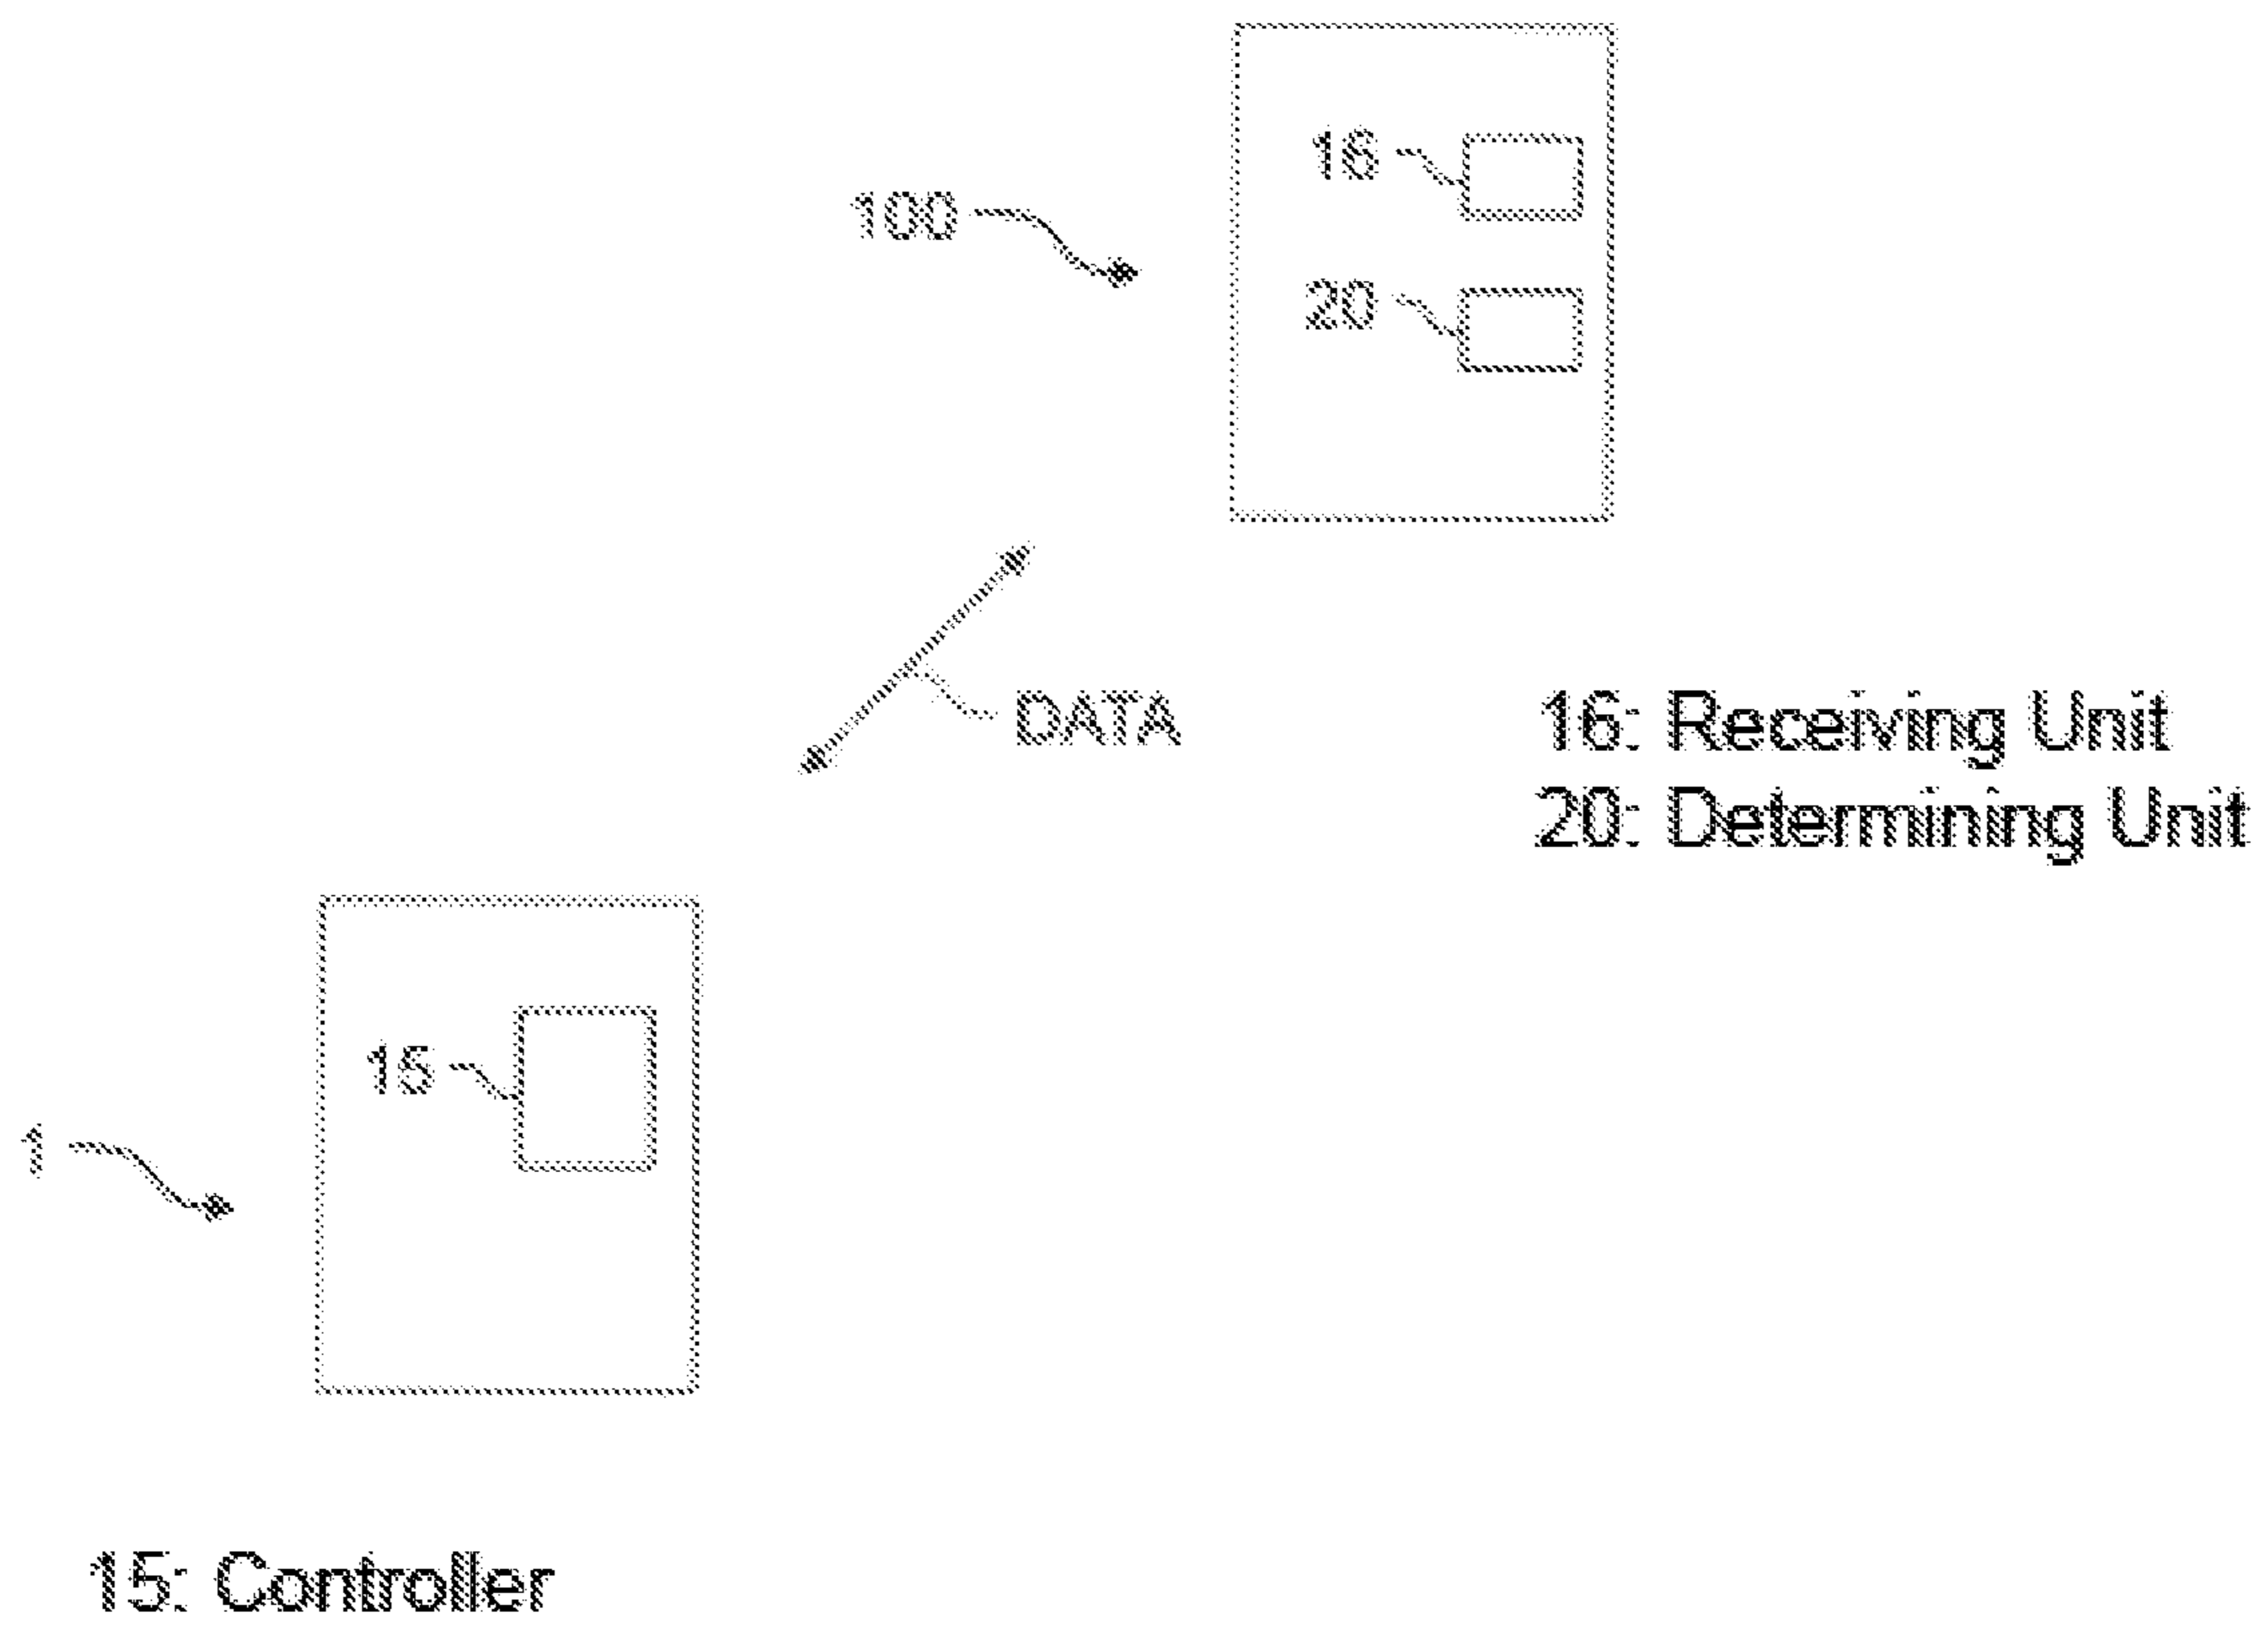 16
100
20
DATA
16: Receiving Unit
20: Determining Unit
15
1
15: Controller